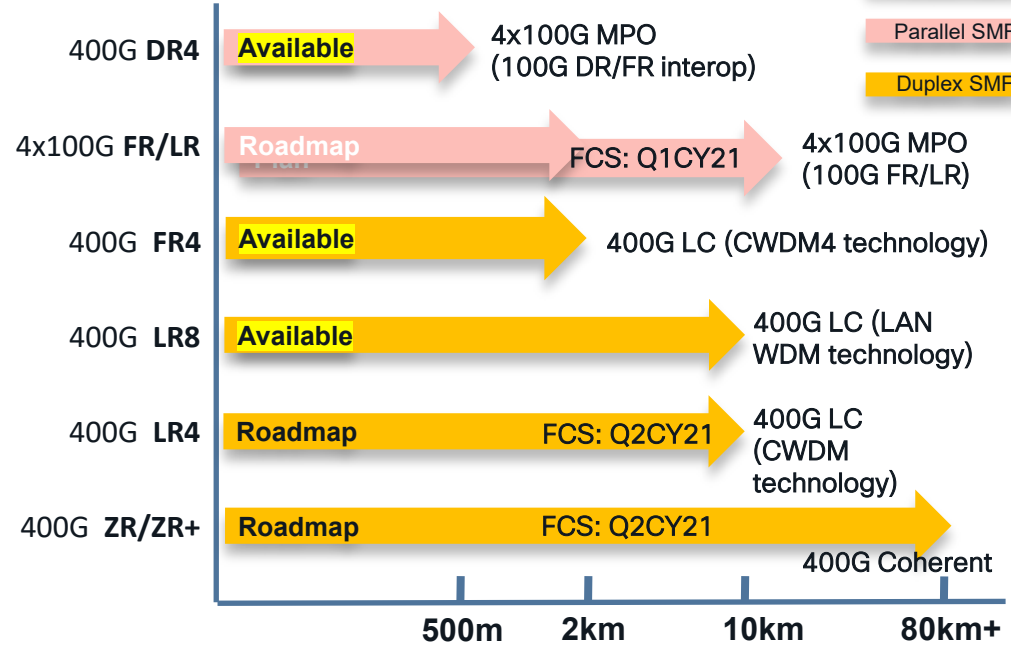 Parallel SMF
Duplex SMF
400G DR4
Available
4x100G MPO
(100G DR/FR interop)
4x100G FR/LR
Roadmap
Plan
FCS: Q1CY21
4x100G MPO
(100G FR/LR)
400G FR4
Available
400G LC (CWDM4 technology)
400G LR8
Available
400G LC (LAN
WDM technology)
400G LR4
Roadmap
FCS: Q2CY21
400G LC
(CWDM
technology)
400G ZR/ZR+
Roadmap
FCS: Q2CY21
400G Coherent
500m
2km
10km
80km+